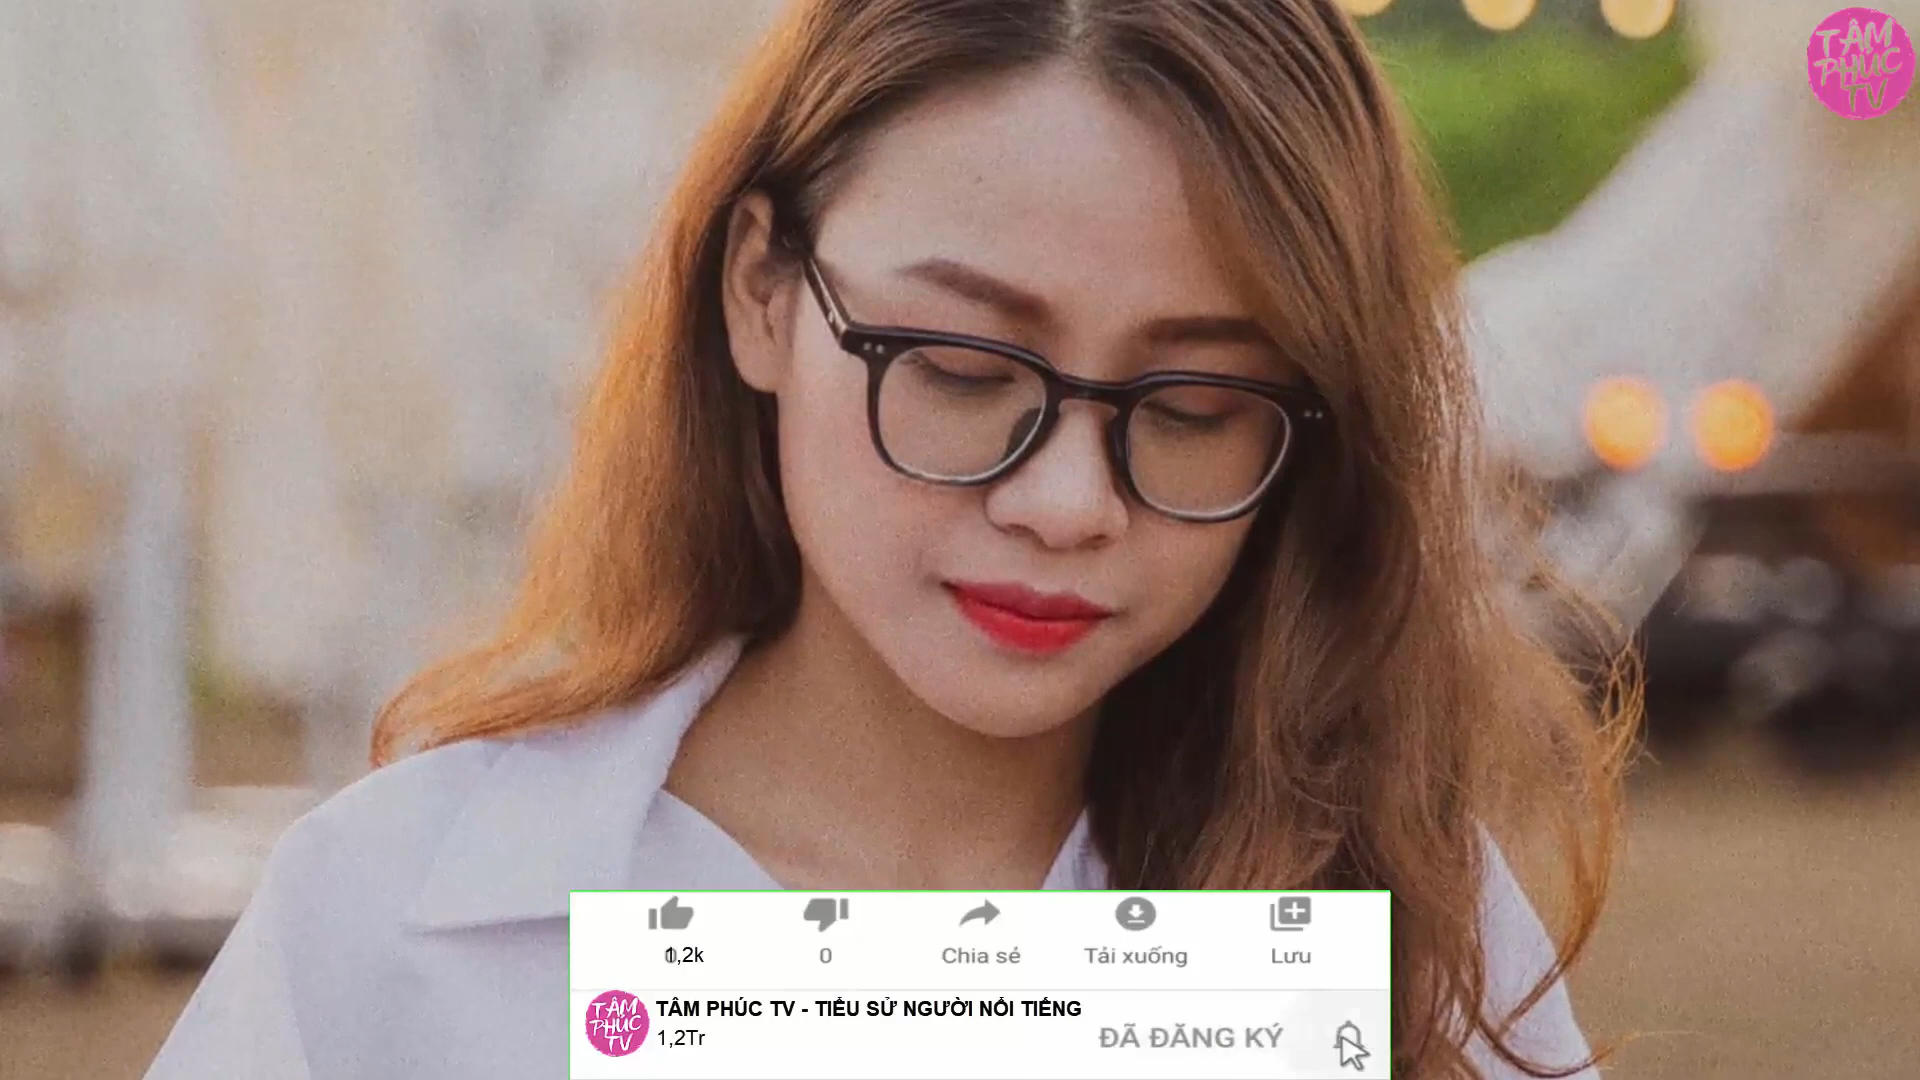 TÂM
PHÚC
TV
1,2k
0
Chia sẻ
Tải xuống
Lưu
TÂM
PHÚC
TV
TÂM PHÚC TV - TIỂU SỬ NGƯỜI NỔI TIẾNG
1,2Tr
ĐÃ ĐĂNG KÝ